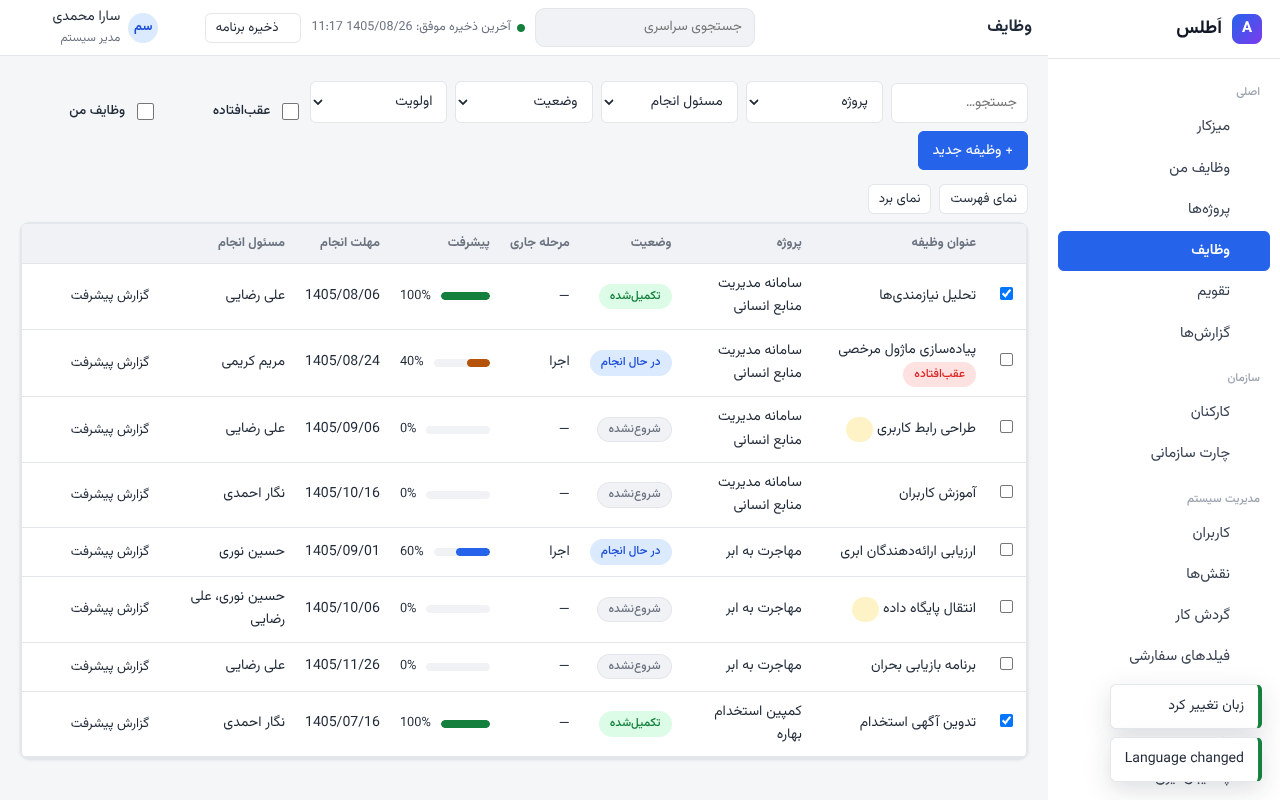 A
اَطلس
اصلی
میزکار
وظایف من
پروژه‌ها
وظایف
تقویم
گزارش‌ها
سازمان
کارکنان
چارت سازمانی
مدیریت سیستم
کاربران
نقش‌ها
گردش کار
فیلدهای سفارشی
زبان تغییر کرد
Language changed
وظایف
جستجوی سراسری
آخرین ذخیره موفق: 1405/08/26 11:17
ذخیره برنامه
سم
سارا محمدی
مدیر سیستم
جستجو...
پروژه
مسئول انجام
وضعیت
اولویت
عقب‌افتاده
وظایف من
+ وظیفه جدید
نمای فهرست
نمای برد
عنوان وظیفه پروژه وضعیت مرحله جاری پیشرفت مهلت انجام مسئول انجام
تحلیل نیازمندی‌ها
سامانه مدیریت
منابع انسانی
تکمیل‌شده
—
100%
1405/08/06
علی رضایی
گزارش پیشرفت
پیاده‌سازی ماژول مرخصی
عقب‌افتاده
سامانه مدیریت
منابع انسانی
در حال انجام
اجرا
40%
1405/08/24
مریم کریمی
گزارش پیشرفت
طراحی رابط کاربری
سامانه مدیریت
منابع انسانی
شروع‌نشده
—
0%
1405/09/06
علی رضایی
گزارش پیشرفت
آموزش کاربران
سامانه مدیریت
منابع انسانی
شروع‌نشده
—
0%
1405/10/16
نگار احمدی
گزارش پیشرفت
ارزیابی ارائه‌دهندگان ابری
مهاجرت به ابر
در حال انجام
اجرا
60%
1405/09/01
حسین نوری
گزارش پیشرفت
انتقال پایگاه داده
مهاجرت به ابر
شروع‌نشده
—
0%
1405/10/06
حسین نوری، علی
رضایی
گزارش پیشرفت
برنامه بازیابی بحران
مهاجرت به ابر
شروع‌نشده
—
0%
1405/11/26
علی رضایی
گزارش پیشرفت
تدوین آگهی استخدام
کمپین استخدام
بهاره
تکمیل‌شده
—
100%
1405/07/16
نگار احمدی
گزارش پیشرفت